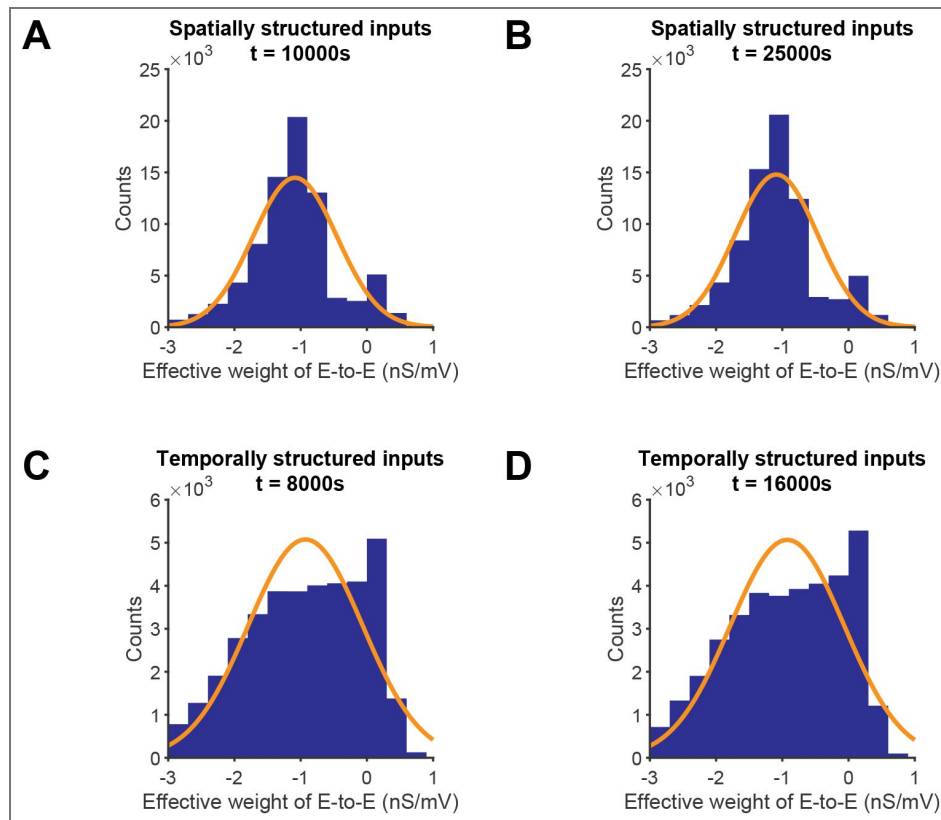 A
Spatially structured inputs
t = 10000s
×10³
25
20
15
10
5
0
Counts
-3 -2 -1 0 1
Effective weight of E-to-E (nS/mV)
B
Spatially structured inputs
t = 25000s
×10³
25
20
15
10
5
0
Counts
-3 -2 -1 0 1
Effective weight of E-to-E (nS/mV)
C
Temporally structured inputs
t = 8000s
×10³
6
5
4
3
2
1
0
Counts
-3 -2 -1 0 1
Effective weight of E-to-E (nS/mV)
D
Temporally structured inputs
t = 16000s
×10³
6
5
4
3
2
1
0
Counts
-3 -2 -1 0 1
Effective weight of E-to-E (nS/mV)